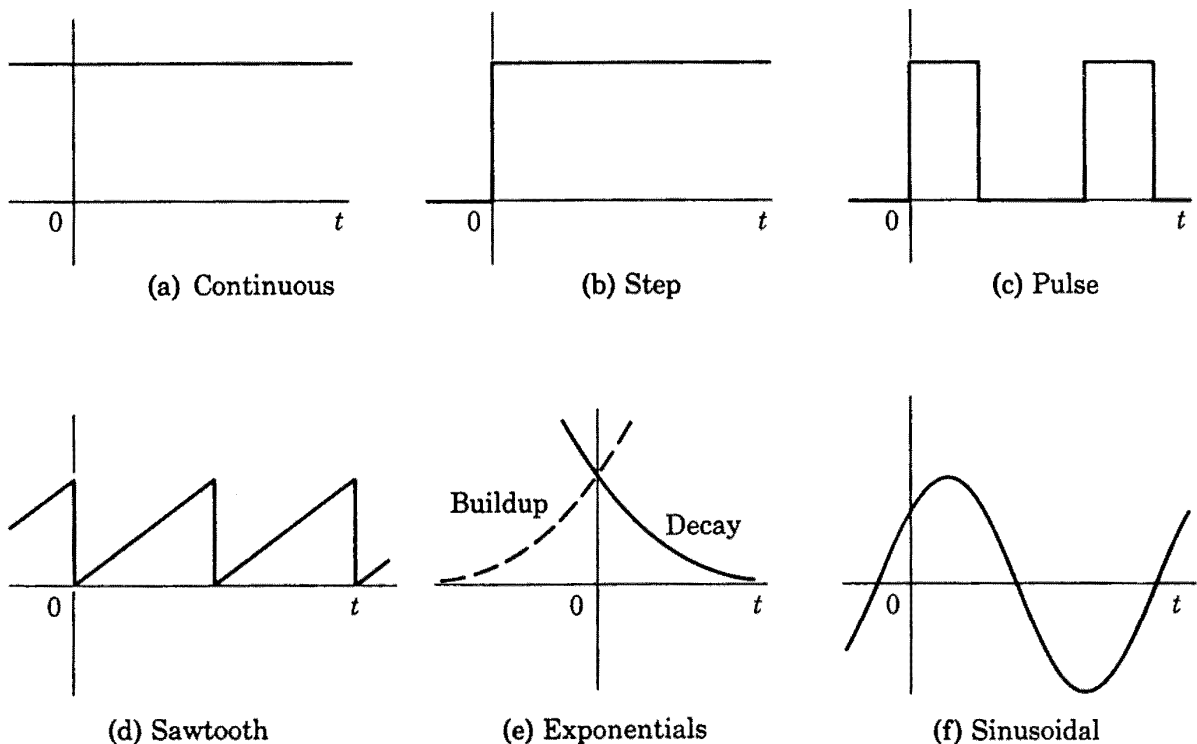 0 t
(a) Continuous
0 t
(b) Step
0 t
(c) Pulse
0 t
(d) Sawtooth
Buildup
Decay
0 t
(e) Exponentials
0 t
(f) Sinusoidal